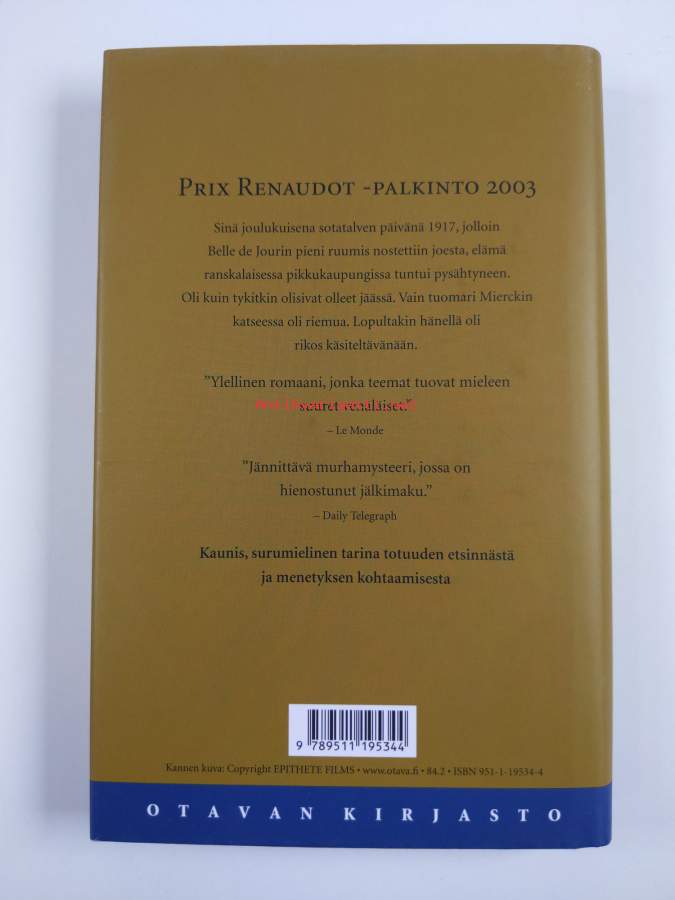 PRIX RENAUDOT -PALKINTO 2003
Sinä joulukuisena sotatalven päivänä 1917, jolloin
Belle de Jourin pieni ruumis nostettiin joesta, elämä
ranskalaisessa pikkukaupungissa tuntui pysähtyneen.
Oli kuin tykitkin olisivat olleet jäässä. Vain tuomari Mierckin
katseessa oli riemua. Lopultakin hänellä oli
rikos käsiteltävänään.
”Ylellinen romaani, jonka teemat tuovat mieleen
suuret venäläiset.”
– Le Monde
”Jännittävä murhamysteeri, jossa on
hienostunut jälkimaku.”
– Daily Telegraph
Kaunis, surumielinen tarina totuuden etsinnästä
ja menetyksen kohtaamisesta
9 789511 195344
Kannen kuva: Copyright EPITHETE FILMS • www.otava.fi • 84.2 • ISBN 951-1-19534-4
OTAVAN KIRJASTO